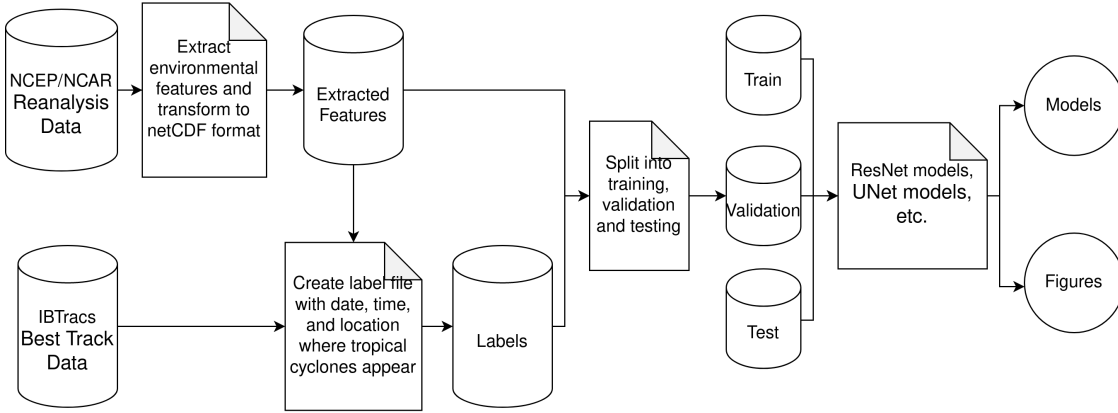 NCEP/NCAR
Reanalysis
Data
Extract
environmental
features and
transform to
netCDF format
Extracted
Features
IBTracs
Best Track
Data
Create label file
with date, time,
and location
where tropical
cyclones appear
Labels
Split into
training,
validation
and testing
Train
Validation
Test
ResNet models,
UNet models,
etc.
Models
Figures